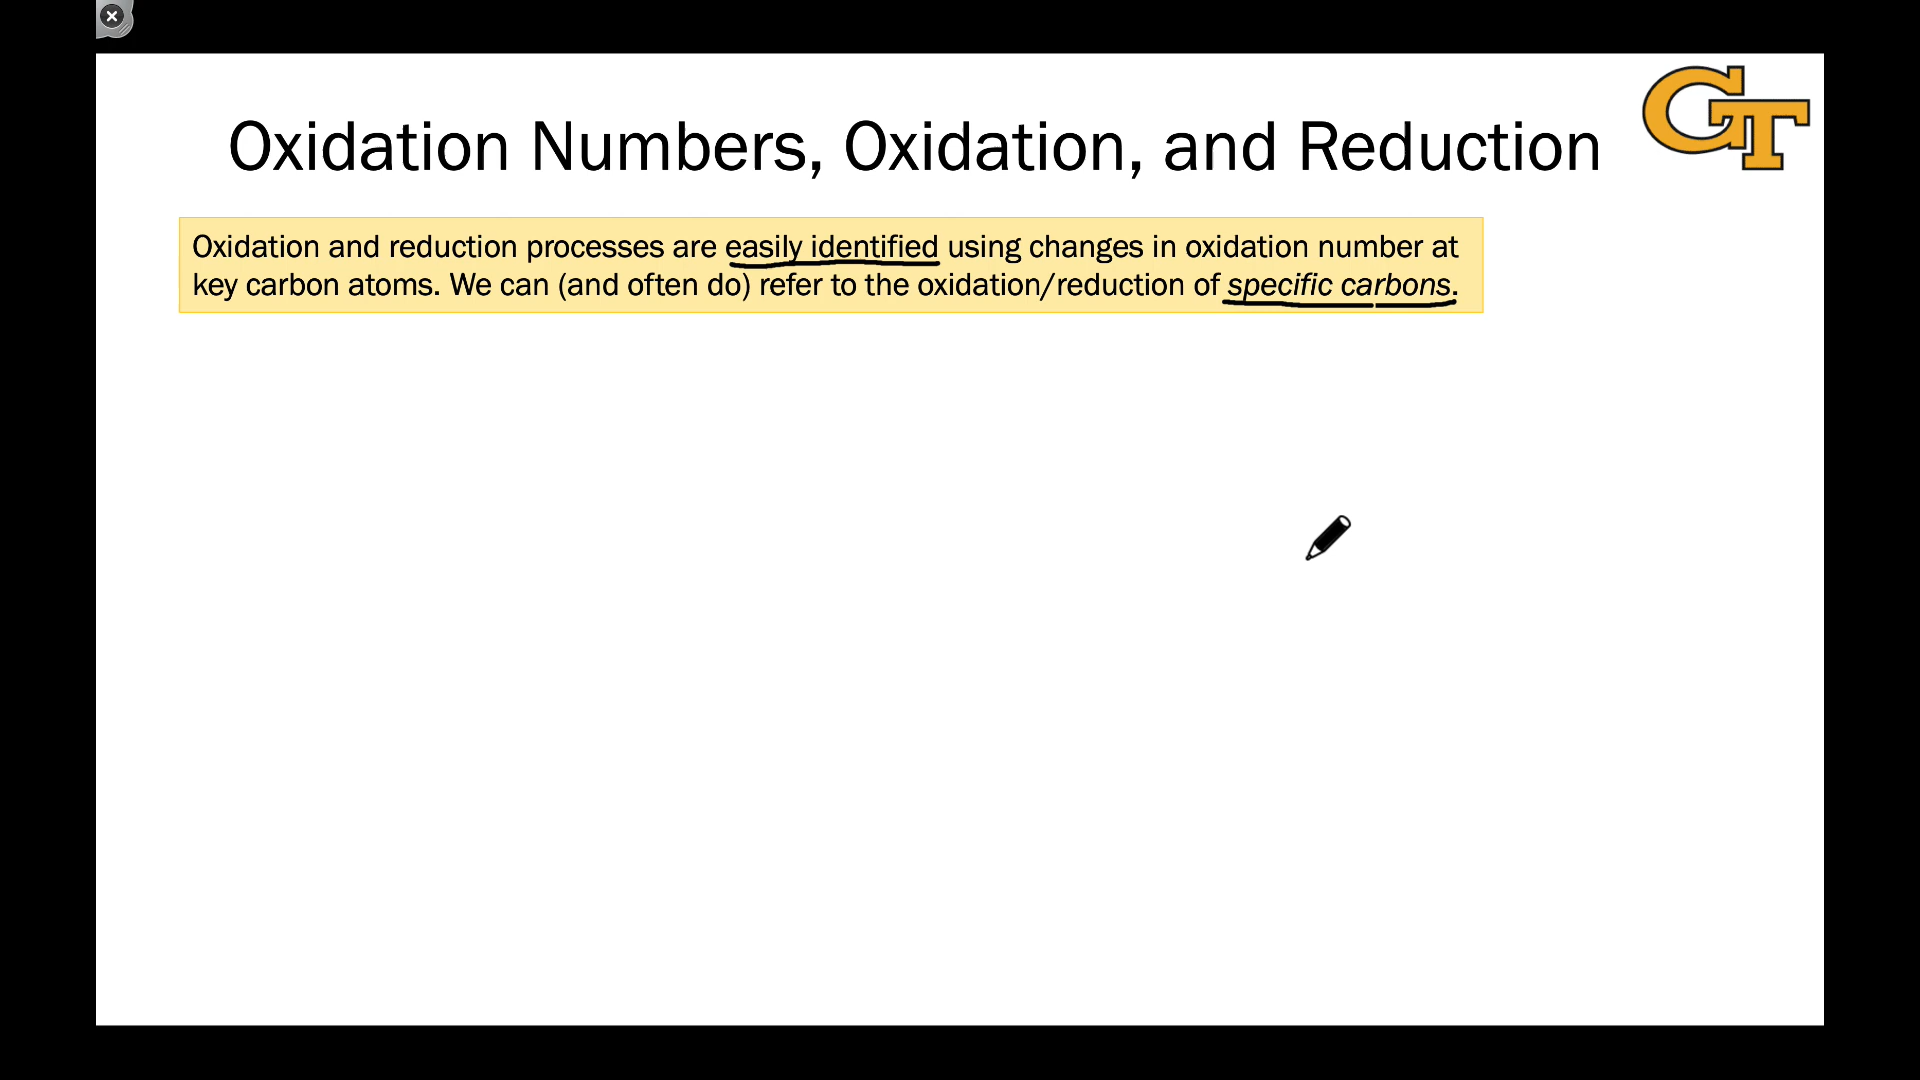 GT
Oxidation Numbers, Oxidation, and Reduction
Oxidation and reduction processes are easily identified using changes in oxidation number at
key carbon atoms. We can (and often do) refer to the oxidation/reduction of specific carbons.